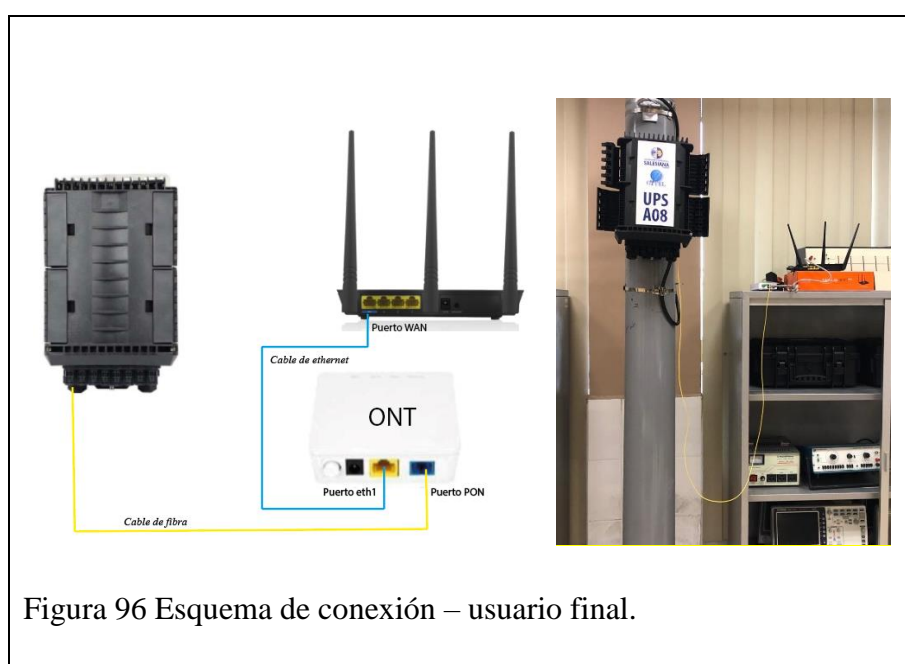 Puerto WAN
Cable de ethernet
ONT
Puerto eth1
Puerto PON
Cable de fibra
SALESIANA
UPS
A08
Figura 96 Esquema de conexión – usuario final.